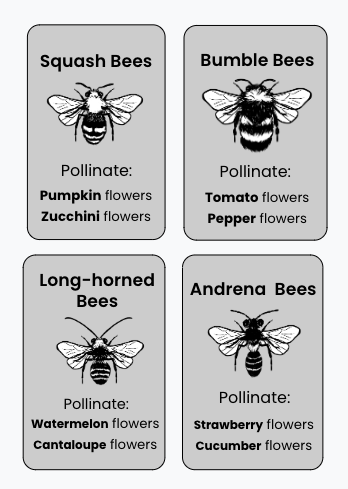 Squash Bees
Pollinate:
Pumpkin flowers
Zucchini flowers
Bumble Bees
Pollinate:
Tomato flowers
Pepper flowers
Long-horned
Bees
Pollinate:
Watermelon flowers
Cantaloupe flowers
Andrena Bees
Pollinate:
Strawberry flowers
Cucumber flowers